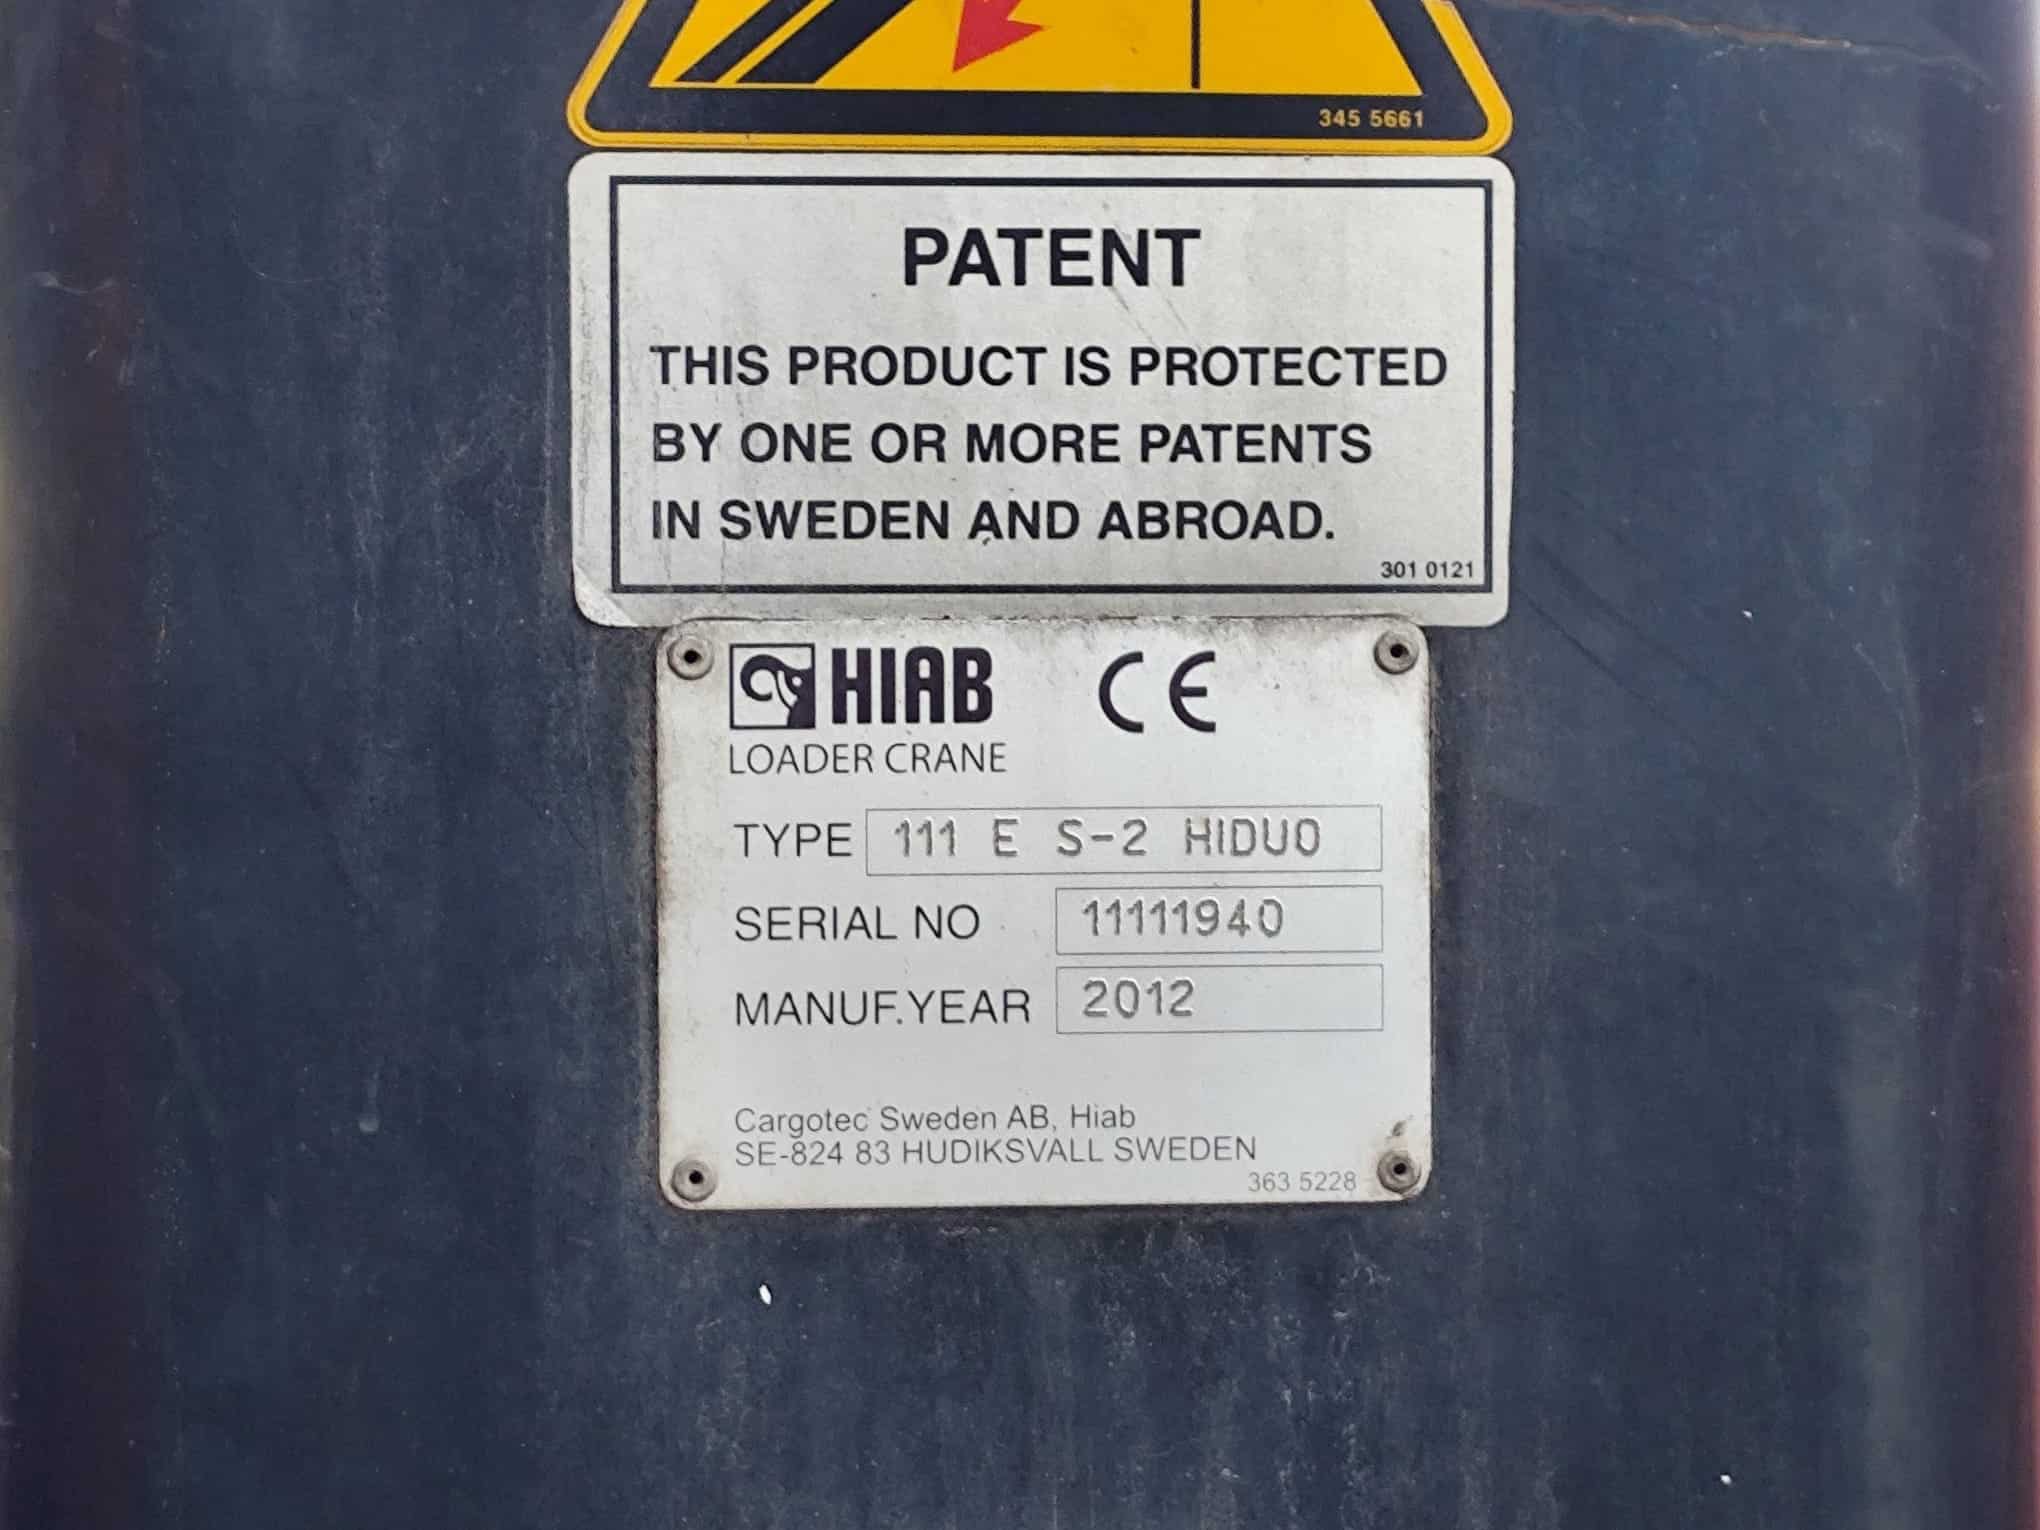 345 5661
PATENT
THIS PRODUCT IS PROTECTED
BY ONE OR MORE PATENTS
IN SWEDEN AND ABROAD.
301 0121
HIAB CE
LOADER CRANE
TYPE 111 E S-2 HIDUO
SERIAL NO 11111940
MANUF.YEAR 2012
Cargotec Sweden AB, Hiab
SE-824 83 HUDIKSVALL SWEDEN
363 5228